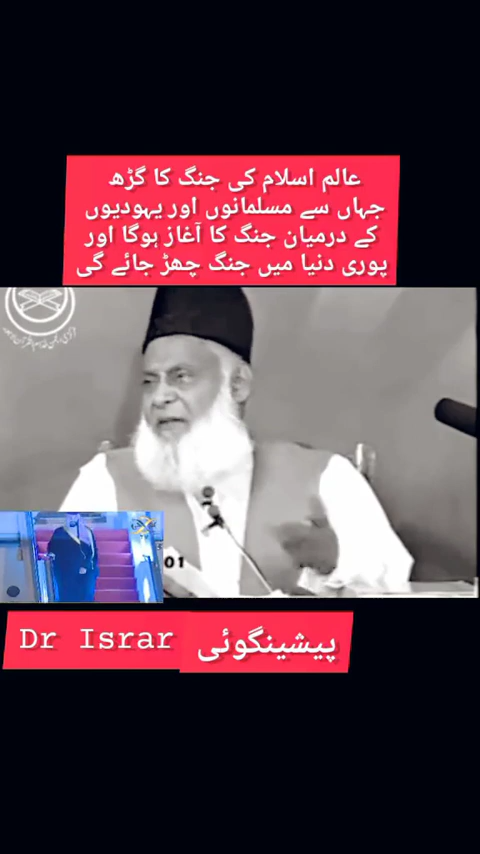 عالم اسلام کی جنگ کا گڑھ
جہاں سے مسلمانوں اور یہودیوں
کے درمیان جنگ کا آغاز ہوگا اور
پوری دنیا میں جنگ چھڑ جائے گی
01
Dr Israr پیشینگوئی